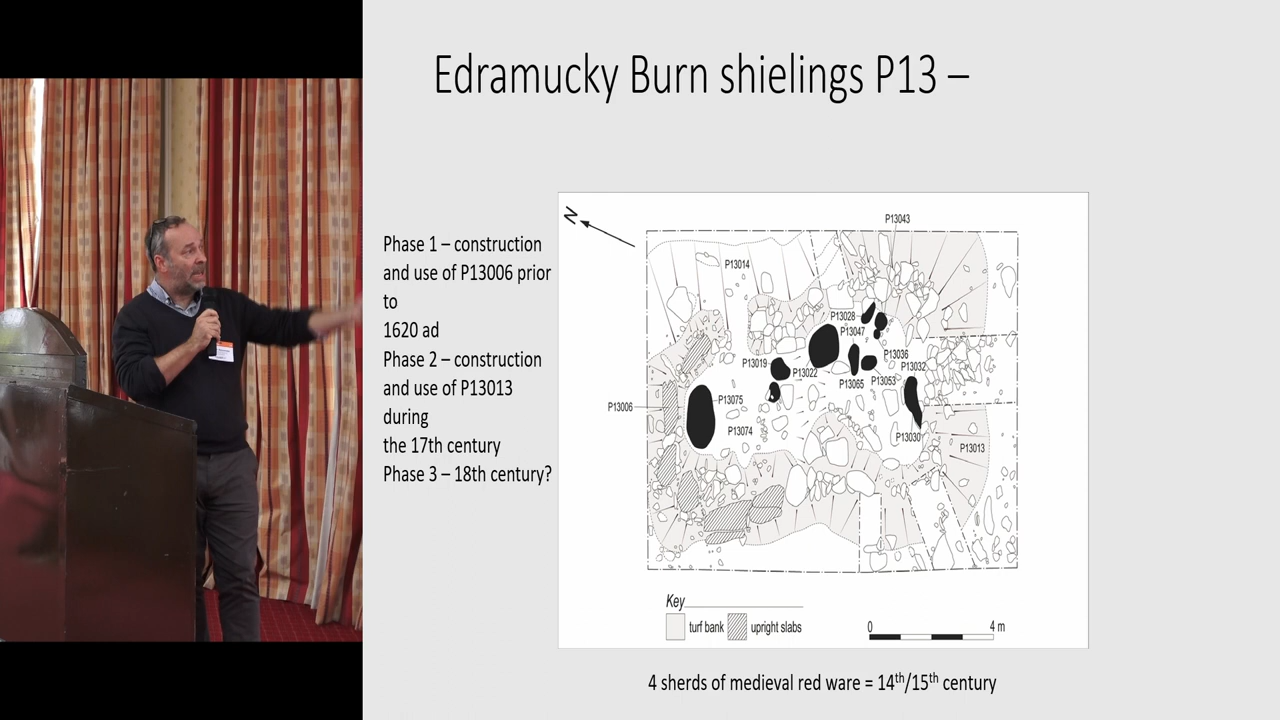 Edramucky Burn shielings P13 –
Phase 1 – construction
and use of P13006 prior
to
1620 ad
Phase 2 – construction
and use of P13013
during
the 17th century
Phase 3 – 18th century?
N
P13043
P13014
P13028
P13047
P13019
P13022
P13036
P13032
P13065
P13053
P13006
P13075
P13074
P13030
P13013
Key
turf bank
upright slabs
0
4 m
4 sherds of medieval red ware = 14th/15th century